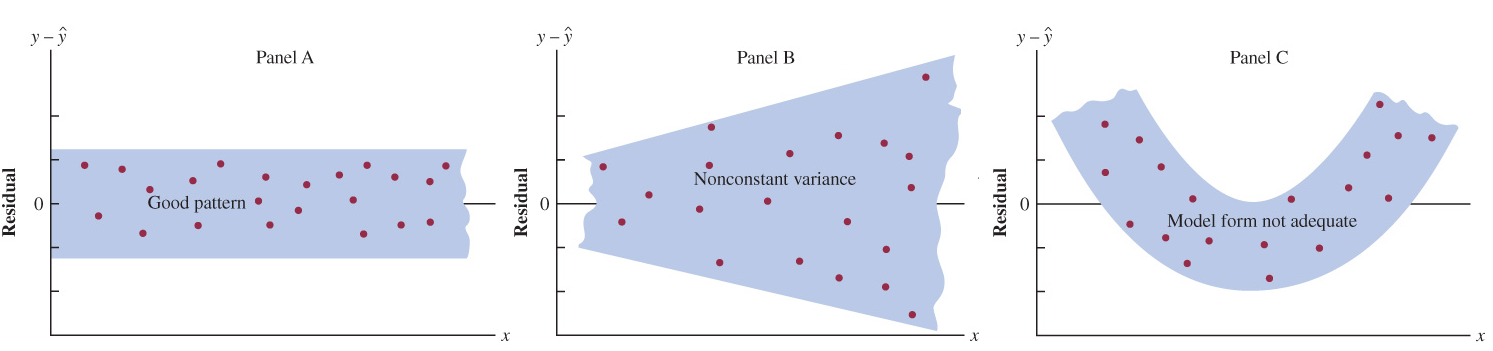 y – ŷ
Panel A
Residual
0
Good pattern
x
y – ŷ
Panel B
Residual
0
Nonconstant variance
x
y – ŷ
Panel C
Residual
0
Model form not adequate
x